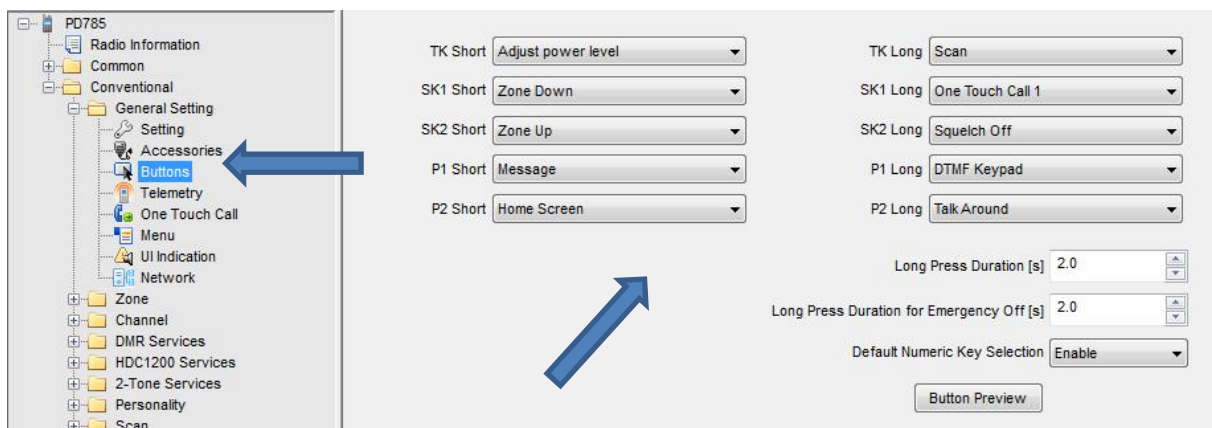 PD785
Radio Information
Common
Conventional
General Setting
Setting
Accessories
Buttons
Telemetry
One Touch Call
Menu
UI Indication
Network
Zone
Channel
DMR Services
HDC1200 Services
2-Tone Services
Personality
Scan
TK Short Adjust power level TK Long Scan
SK1 Short Zone Down SK1 Long One Touch Call 1
SK2 Short Zone Up SK2 Long Squelch Off
P1 Short Message P1 Long DTMF Keypad
P2 Short Home Screen P2 Long Talk Around
Long Press Duration [s] 2.0
Long Press Duration for Emergency Off [s] 2.0
Default Numeric Key Selection Enable
Button Preview